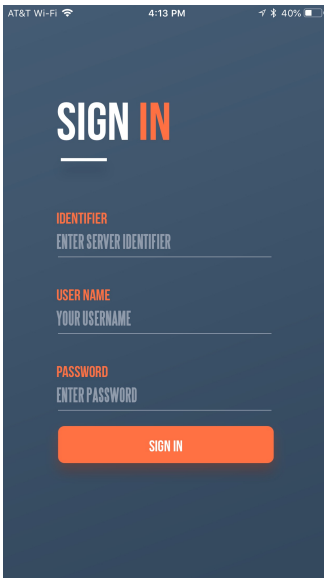 AT&T Wi-Fi 4:13 PM 40%
SIGN IN
IDENTIFIER
ENTER SERVER IDENTIFIER
USER NAME
YOUR USERNAME
PASSWORD
ENTER PASSWORD
SIGN IN